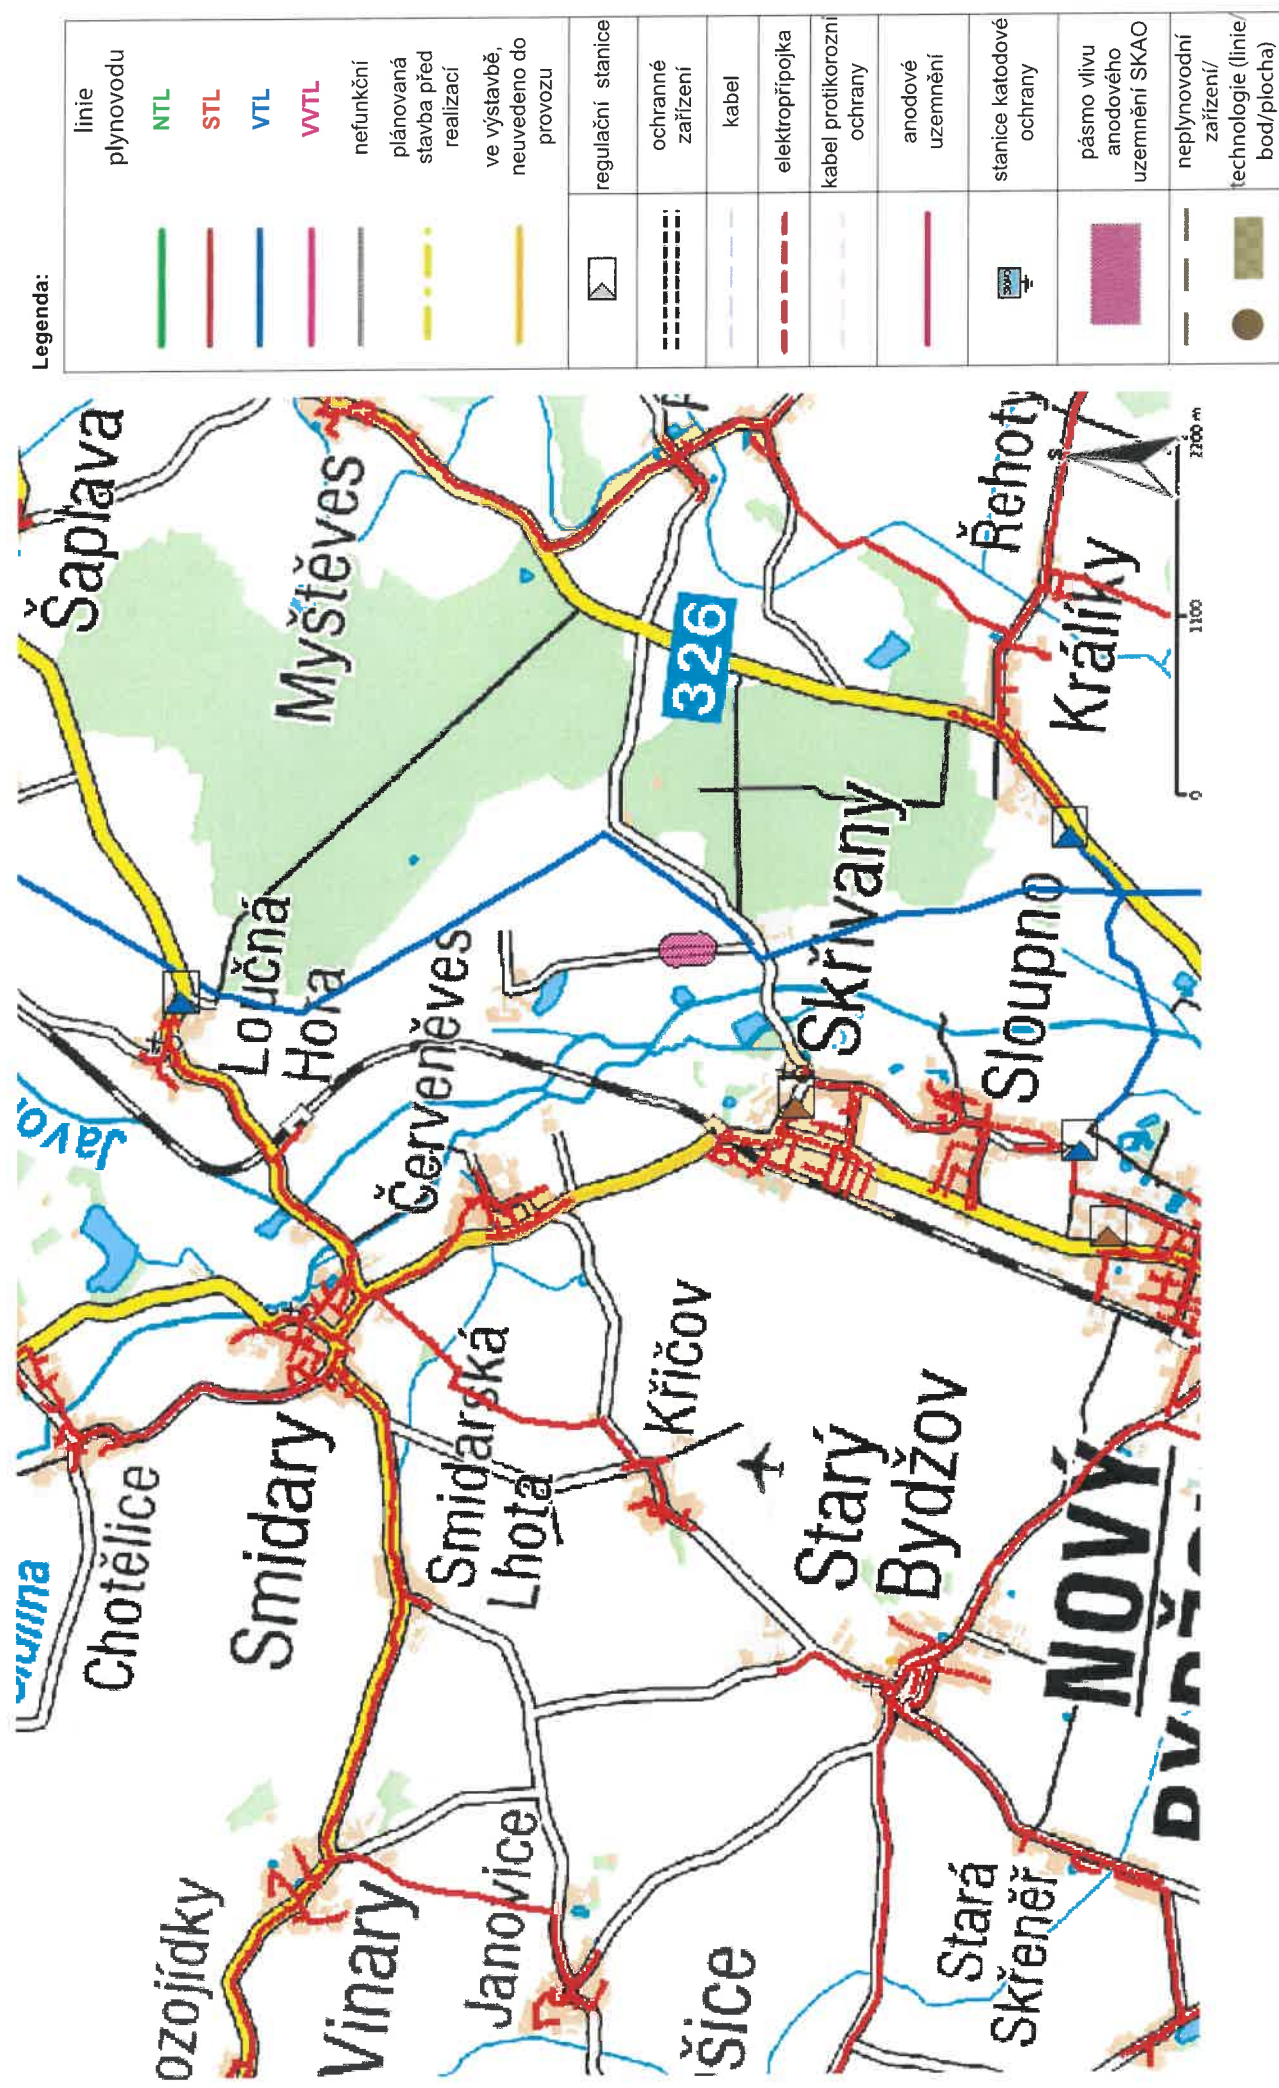 Legenda:
linie
plynovodu
NTL
STL
VTL
VVTL
nefunkční
plánovaná
stavba před
realizací
ve výstavbě,
neuvedeno do
provozu
regulační stanice
ochranné
zařízení
kabel
elektropřípojka
kabel protikorozní
ochrany
anodové
uzemnění
stanice katodové
ochrany
pásmo vlivu
anodového
uzemnění SKAO
neplynovodní
zařízení/
technologie (linie/
bod/plocha)
Šaplava
Myštěves
326
Řehoty
Králíky
Skřivany
Sloupno
Loučná
Hora
Červeněves
Javo
Chotělice
Smidary
Smidarská
Lhota
Křičov
Starý
Bydžov
NOVÝ
ozojídky
Vinary
Janovice
šice
Stará
Skřeněř
S
0
1100
2200 m